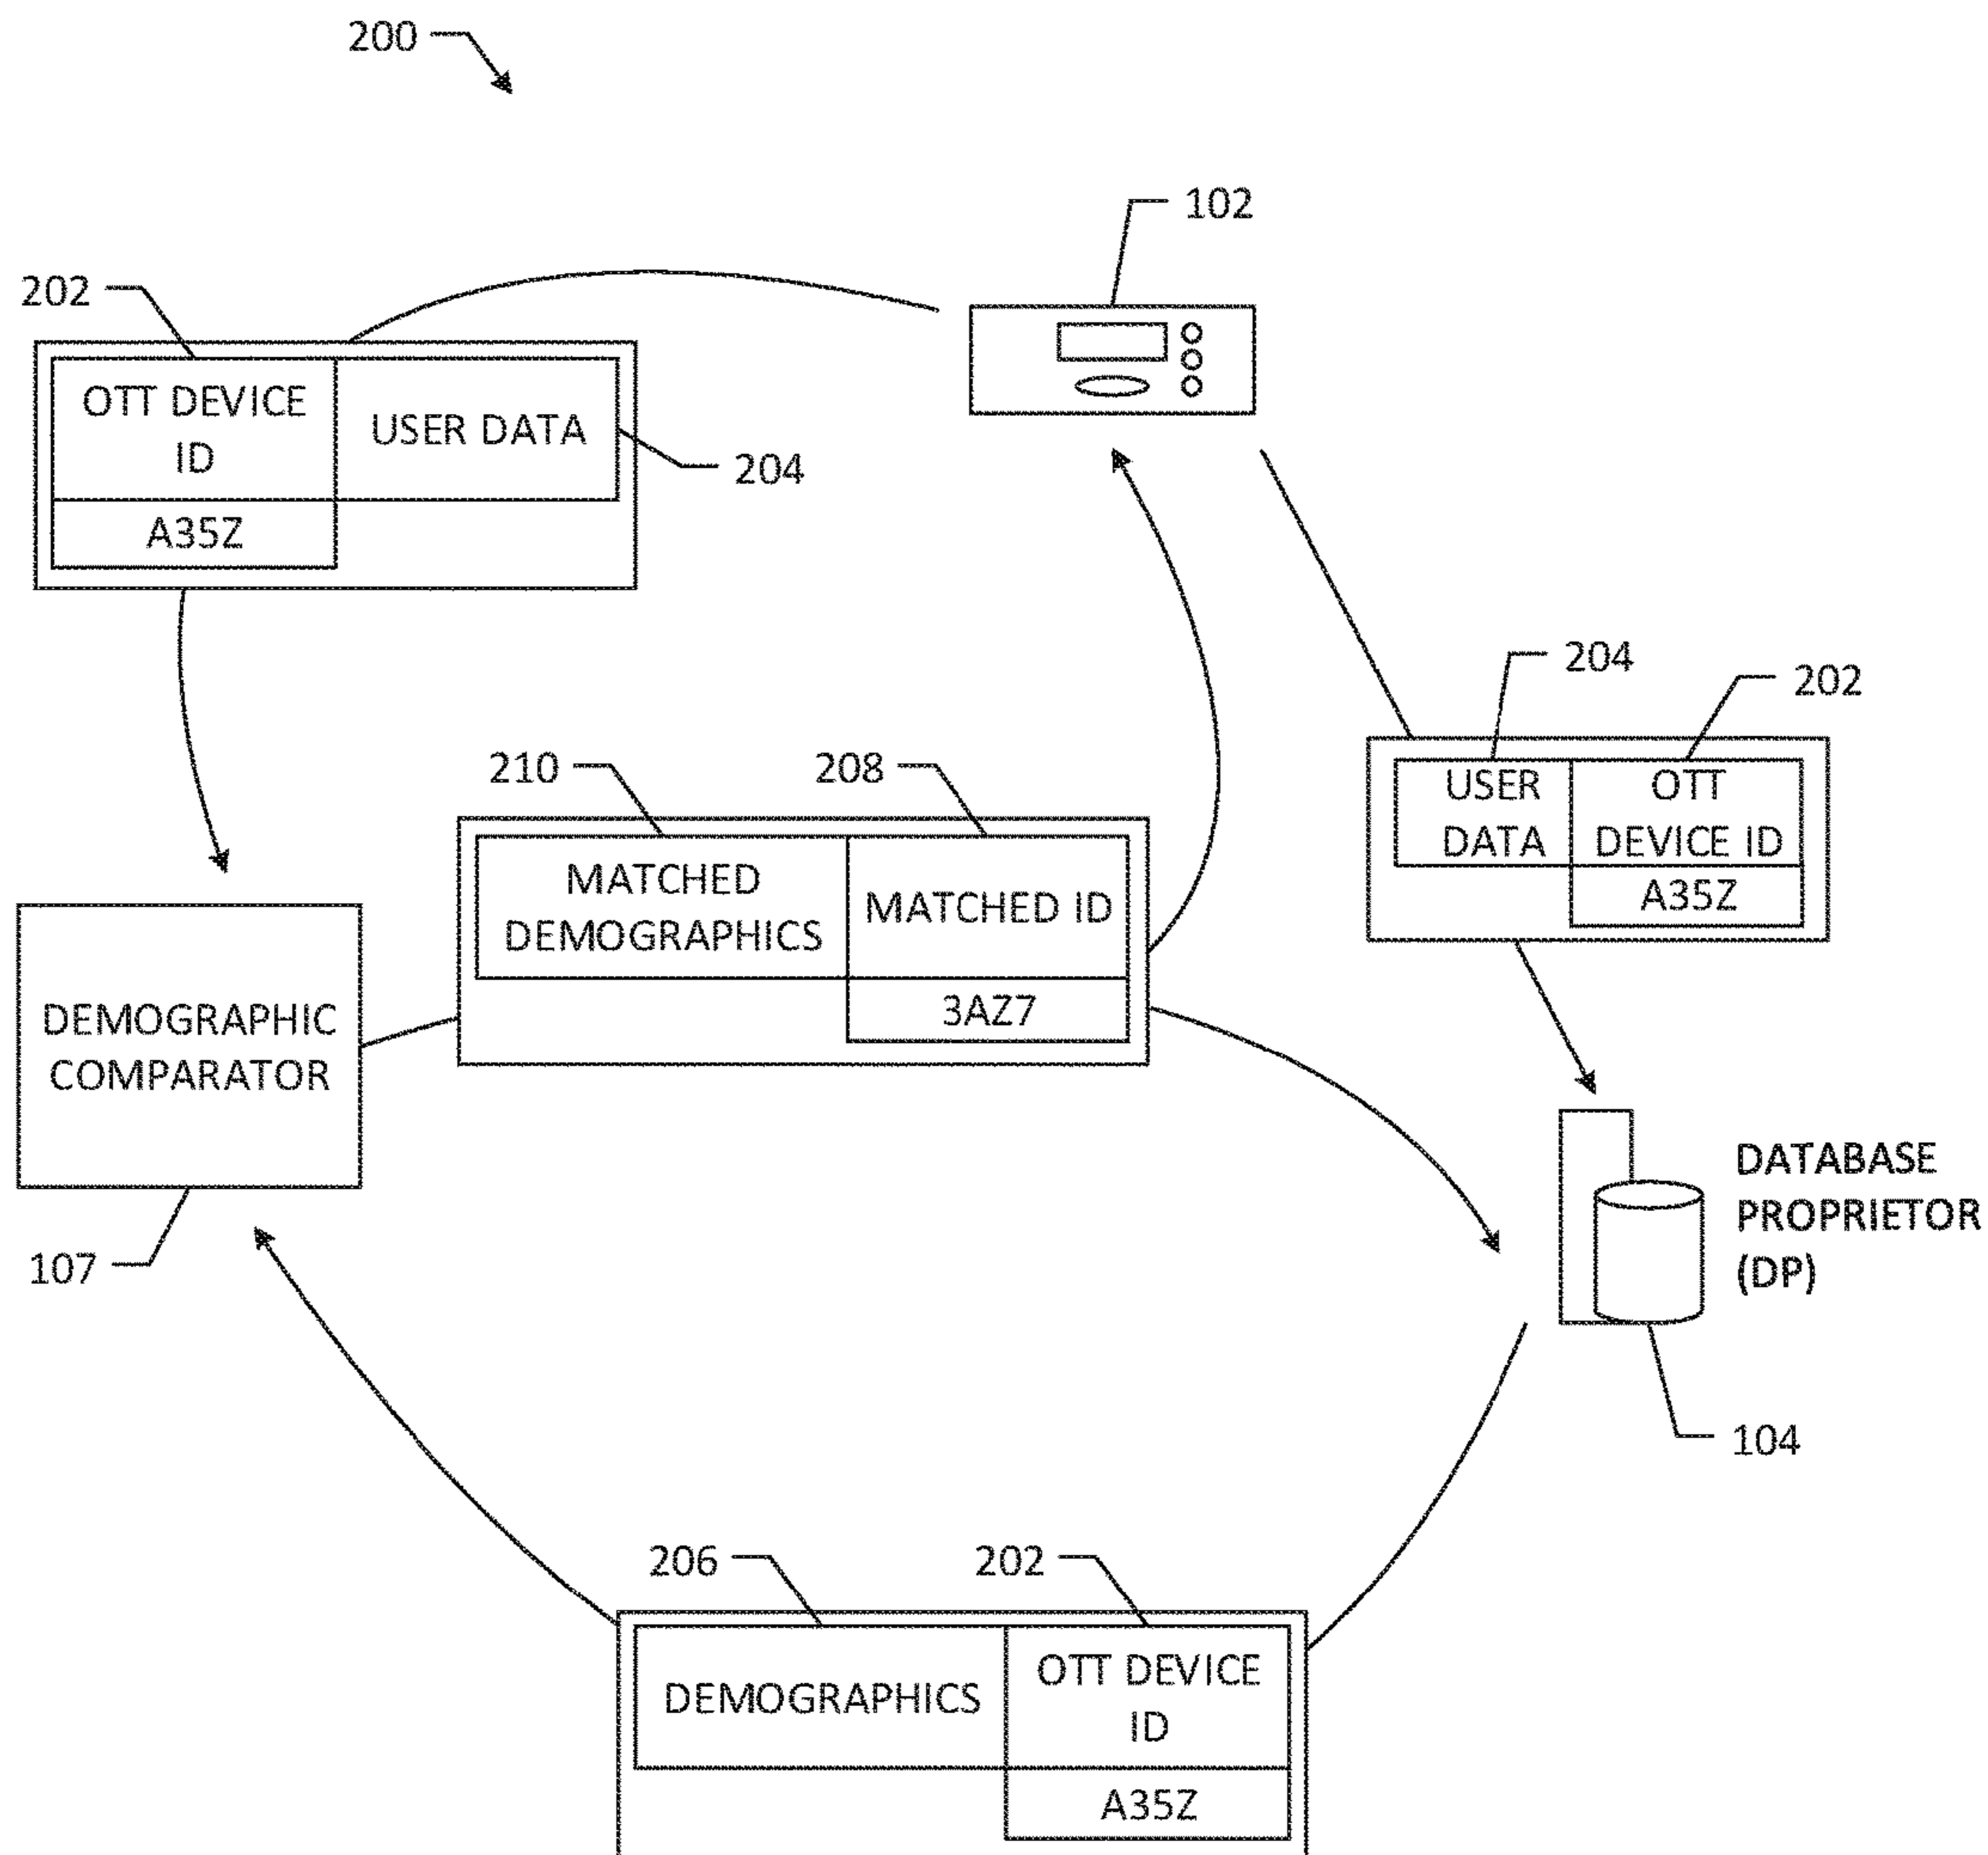 200
102
202
OTT DEVICE
ID
USER DATA
204
A35Z
204
202
USER
DATA
OTT
DEVICE ID
A35Z
210
208
MATCHED
DEMOGRAPHICS
MATCHED ID
3AZ7
DEMOGRAPHIC
COMPARATOR
107
DATABASE
PROPRIETOR
(DP)
104
206
202
DEMOGRAPHICS
OTT DEVICE
ID
A35Z